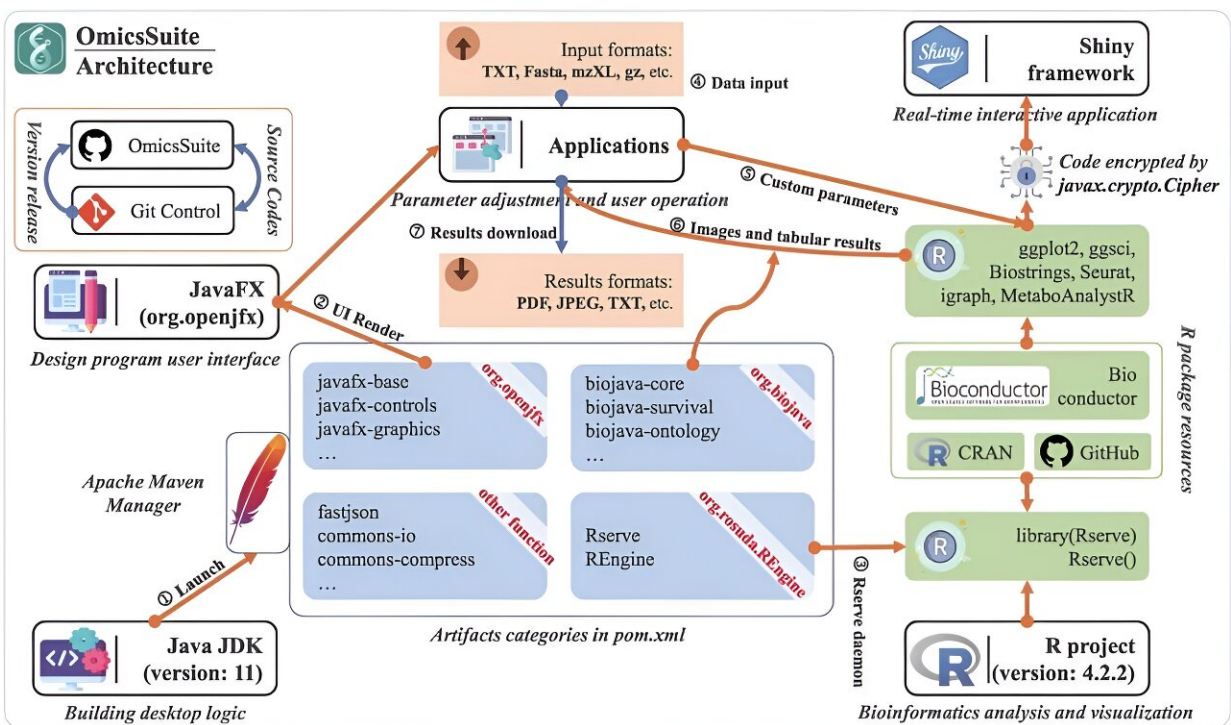 OmicsSuite
Architecture
Version release
OmicsSuite
Git Control
Source Codes
Input formats:
TXT, Fasta, mzXL, gz, etc.
④ Data input
Applications
Parameter adjustment and user operation
⑦ Results download
Results formats:
PDF, JPEG, TXT, etc.
⑤ Custom parameters
⑥ Images and tabular results
Shiny
Shiny
framework
Real-time interactive application
Code encrypted by
javax.crypto.Cipher
R
ggplot2, ggsci,
Biostrings, Seurat,
igraph, MetaboAnalystR
JavaFX
(org.openjfx)
Design program user interface
② UI Render
javafx-base
javafx-controls
javafx-graphics
...
org.openjfx
biojava-core
biojava-survival
biojava-ontology
...
org.biojava
fastjson
commons-io
commons-compress
...
other function
Rserve
REngine
org.rosuda.REngine
Artifacts categories in pom.xml
Apache Maven
Manager
① Launch
</>
Java JDK
(version: 11)
Building desktop logic
Bioconductor
OPEN SOURCE SOFTWARE FOR BIOINFORMATICS
Bio
conductor
R
CRAN
GitHub
R package resources
R
library(Rserve)
Rserve()
③ Rserve daemon
R
R project
(version: 4.2.2)
Bioinformatics analysis and visualization